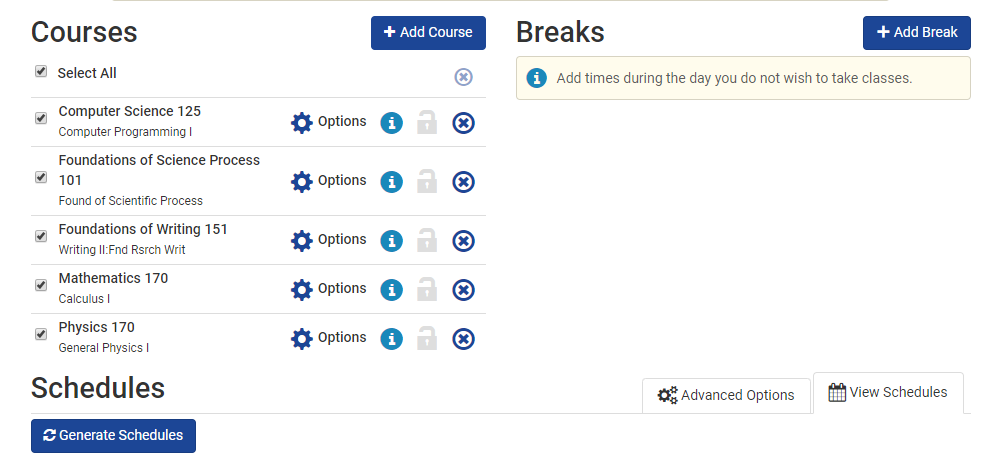 Courses
Add Course
Select All
Computer Science 125
Computer Programming I
Options
Foundations of Science Process
101
Found of Scientific Process
Options
Foundations of Writing 151
Writing II:Fnd Rsrch Writ
Options
Mathematics 170
Calculus I
Options
Physics 170
General Physics I
Options
Breaks
Add Break
Add times during the day you do not wish to take classes.
Schedules
Advanced Options
View Schedules
Generate Schedules